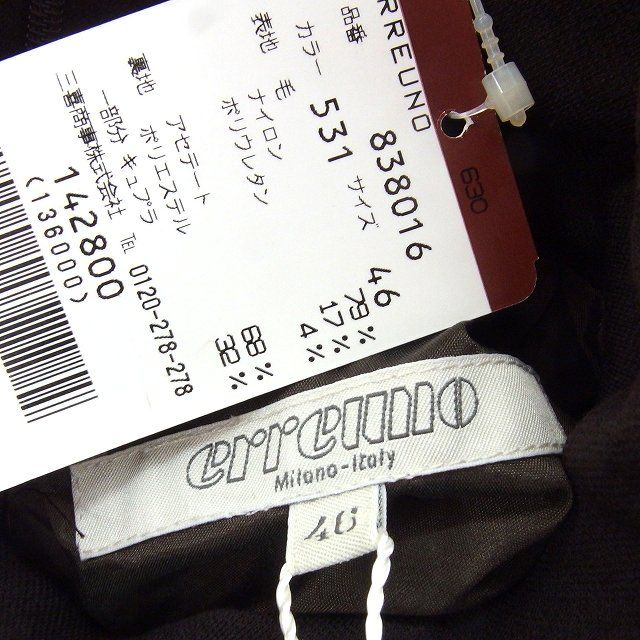 RREUNO
630
品番 838016
カラー 531 サイズ 46
表地 毛 79%
ナイロン 17%
ポリウレタン 4%
裏地 アセテート 68%
ポリエステル 32%
一部分 キュプラ
三喜商事株式会社 TEL 0120-278-278
142800
(136000)
arreuno
Milano-Italy
46